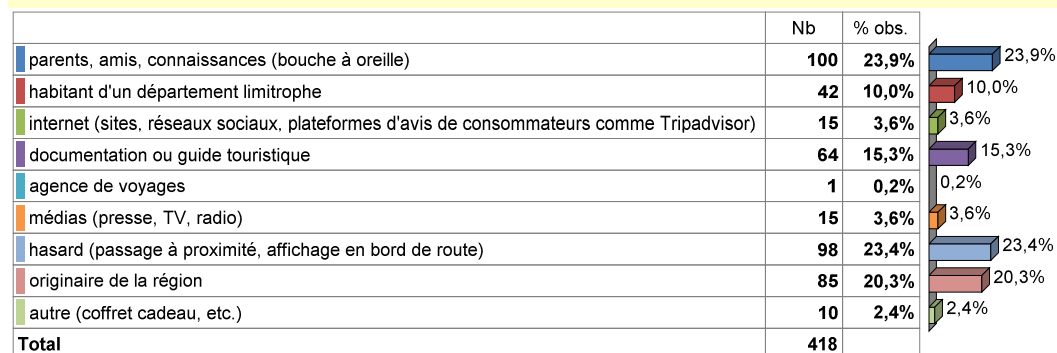 Nb % obs.
parents, amis, connaissances (bouche à oreille) 100 23,9% 23,9%
habitant d'un département limitrophe 42 10,0% 10,0%
internet (sites, réseaux sociaux, plateformes d'avis de consommateurs comme Tripadvisor) 15 3,6% 3,6%
documentation ou guide touristique 64 15,3% 15,3%
agence de voyages 1 0,2% 0,2%
médias (presse, TV, radio) 15 3,6% 3,6%
hasard (passage à proximité, affichage en bord de route) 98 23,4% 23,4%
originaire de la région 85 20,3% 20,3%
autre (coffret cadeau, etc.) 10 2,4% 2,4%
Total 418